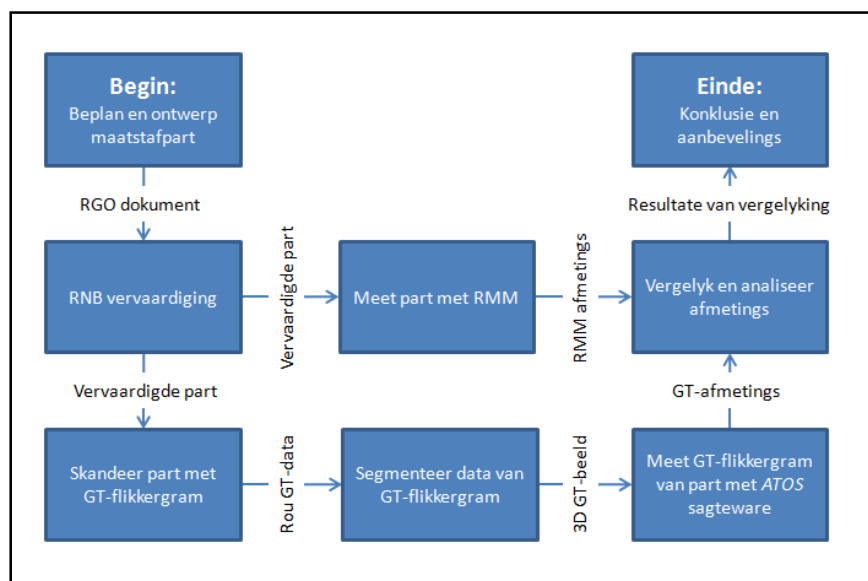 Begin:
Beplan en ontwerp
maatstafpart
Einde:
Konklusie en
aanbevelings
RGO dokument
Resultate van vergelyking
RNB vervaardiging
Vervaardigde part
Meet part met RMM
RMM afmetings
Vergelyk en analiseer
afmetings
Vervaardigde part
GT-afmetings
Skandeer part met
GT-flikkergram
Rou GT-data
Segmenteer data van
GT-flikkergram
3D GT-beeld
Meet GT-flikkergram
van part met ATOS
sagteware